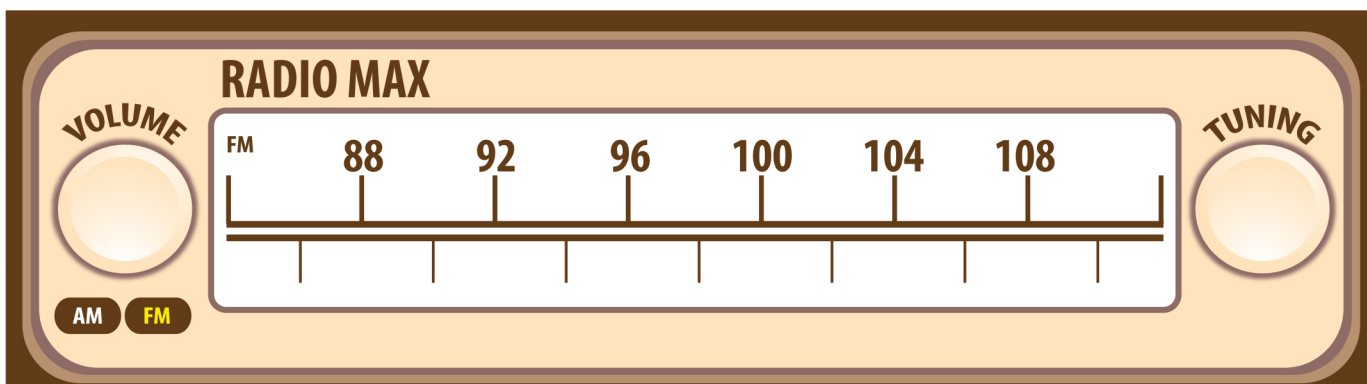 RADIO MAX
VOLUME
TUNING
FM
88 92 96 100 104 108
AM FM